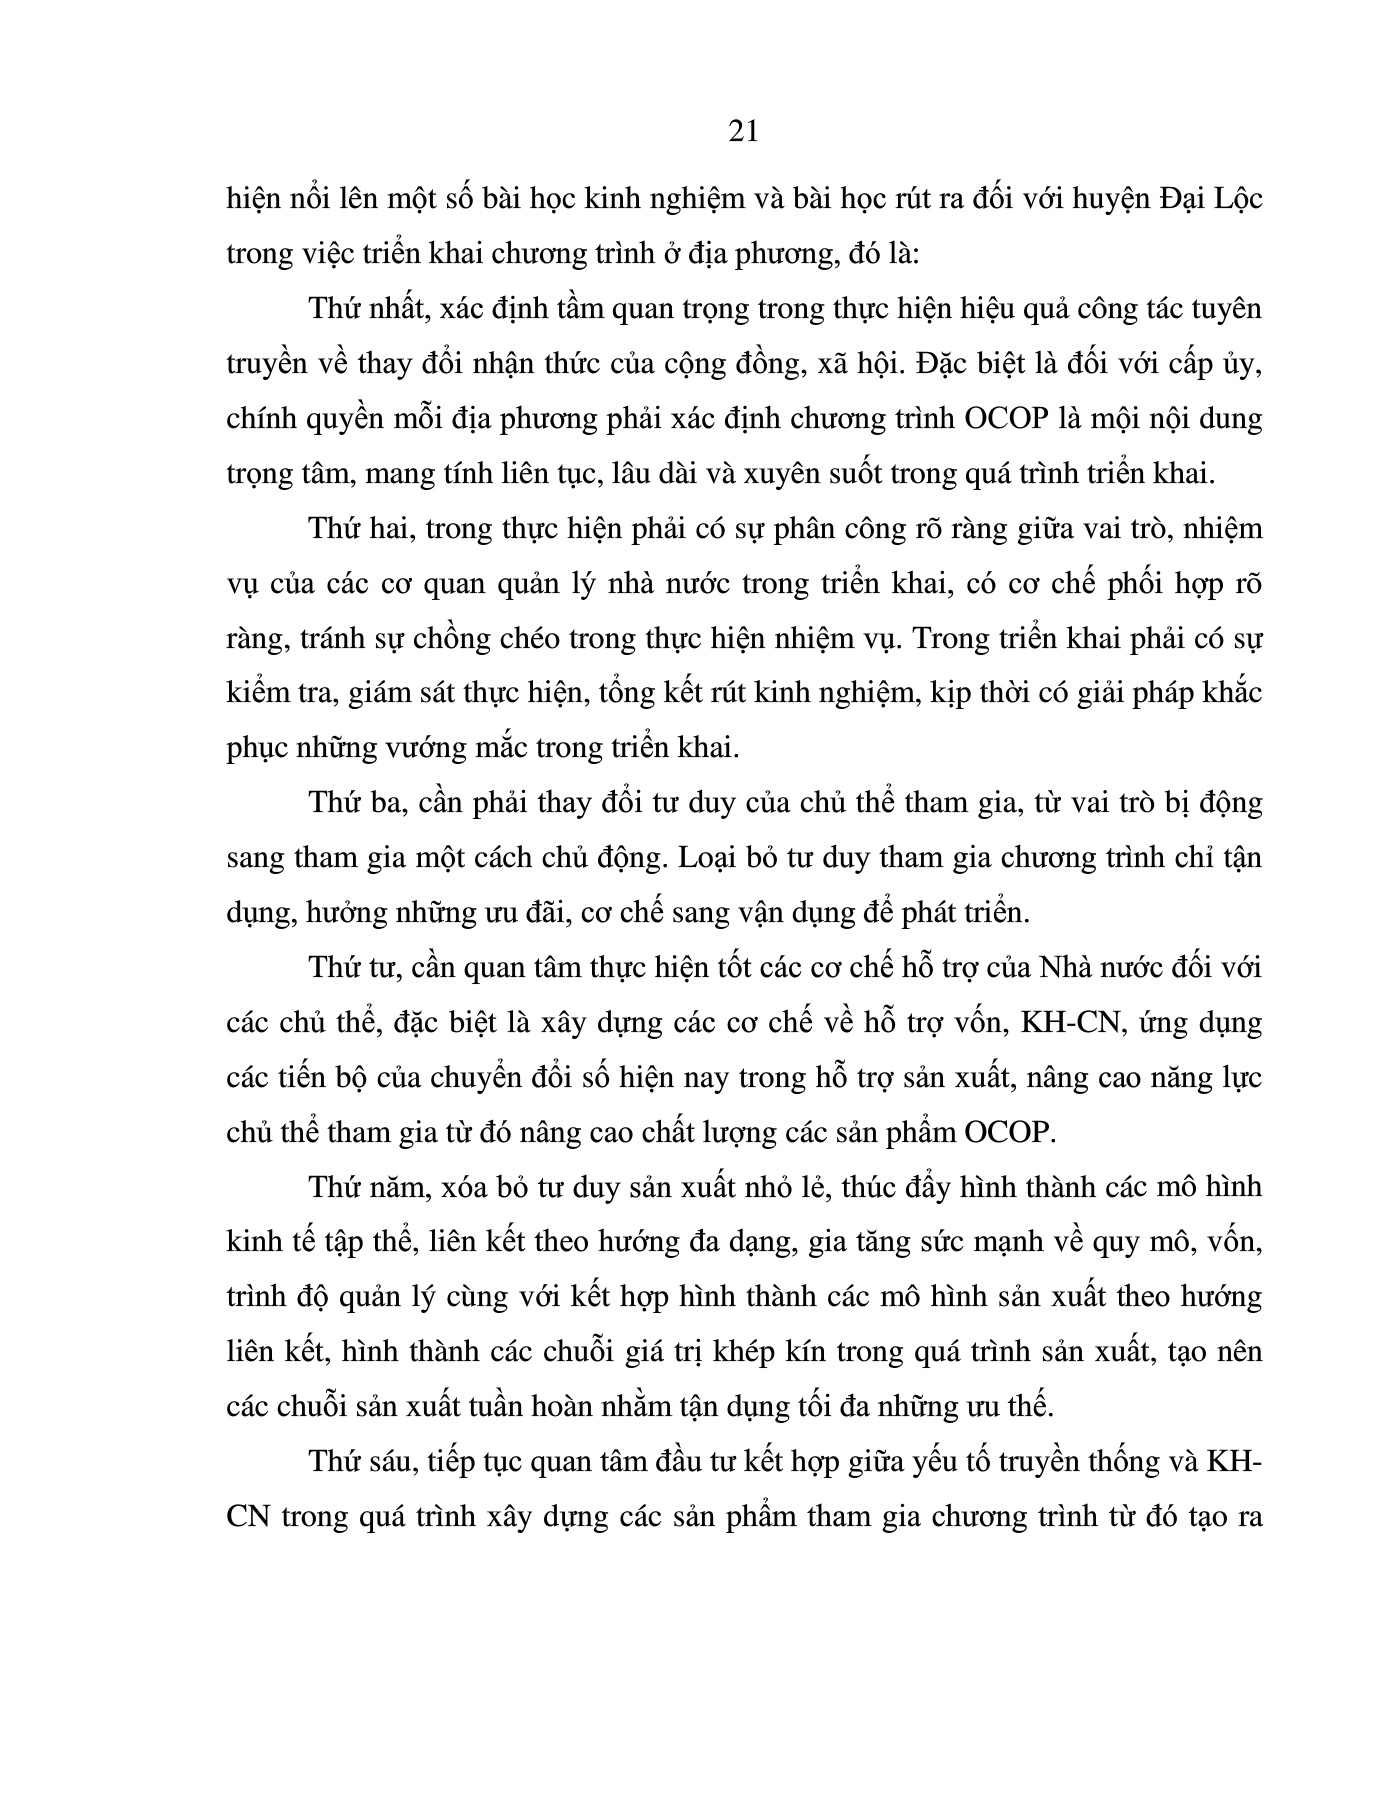 21
hiện nổi lên một số bài học kinh nghiệm và bài học rút ra đối với huyện Đại Lộc
trong việc triển khai chương trình ở địa phương, đó là:
Thứ nhất, xác định tầm quan trọng trong thực hiện hiệu quả công tác tuyên
truyền về thay đổi nhận thức của cộng đồng, xã hội. Đặc biệt là đối với cấp ủy,
chính quyền mỗi địa phương phải xác định chương trình OCOP là mội nội dung
trọng tâm, mang tính liên tục, lâu dài và xuyên suốt trong quá trình triển khai.
Thứ hai, trong thực hiện phải có sự phân công rõ ràng giữa vai trò, nhiệm
vụ của các cơ quan quản lý nhà nước trong triển khai, có cơ chế phối hợp rõ
ràng, tránh sự chồng chéo trong thực hiện nhiệm vụ. Trong triển khai phải có sự
kiểm tra, giám sát thực hiện, tổng kết rút kinh nghiệm, kịp thời có giải pháp khắc
phục những vướng mắc trong triển khai.
Thứ ba, cần phải thay đổi tư duy của chủ thể tham gia, từ vai trò bị động
sang tham gia một cách chủ động. Loại bỏ tư duy tham gia chương trình chỉ tận
dụng, hưởng những ưu đãi, cơ chế sang vận dụng để phát triển.
Thứ tư, cần quan tâm thực hiện tốt các cơ chế hỗ trợ của Nhà nước đối với
các chủ thể, đặc biệt là xây dựng các cơ chế về hỗ trợ vốn, KH-CN, ứng dụng
các tiến bộ của chuyển đổi số hiện nay trong hỗ trợ sản xuất, nâng cao năng lực
chủ thể tham gia từ đó nâng cao chất lượng các sản phẩm OCOP.
Thứ năm, xóa bỏ tư duy sản xuất nhỏ lẻ, thúc đẩy hình thành các mô hình
kinh tế tập thể, liên kết theo hướng đa dạng, gia tăng sức mạnh về quy mô, vốn,
trình độ quản lý cùng với kết hợp hình thành các mô hình sản xuất theo hướng
liên kết, hình thành các chuỗi giá trị khép kín trong quá trình sản xuất, tạo nên
các chuỗi sản xuất tuần hoàn nhằm tận dụng tối đa những ưu thế.
Thứ sáu, tiếp tục quan tâm đầu tư kết hợp giữa yếu tố truyền thống và KH-
CN trong quá trình xây dựng các sản phẩm tham gia chương trình từ đó tạo ra